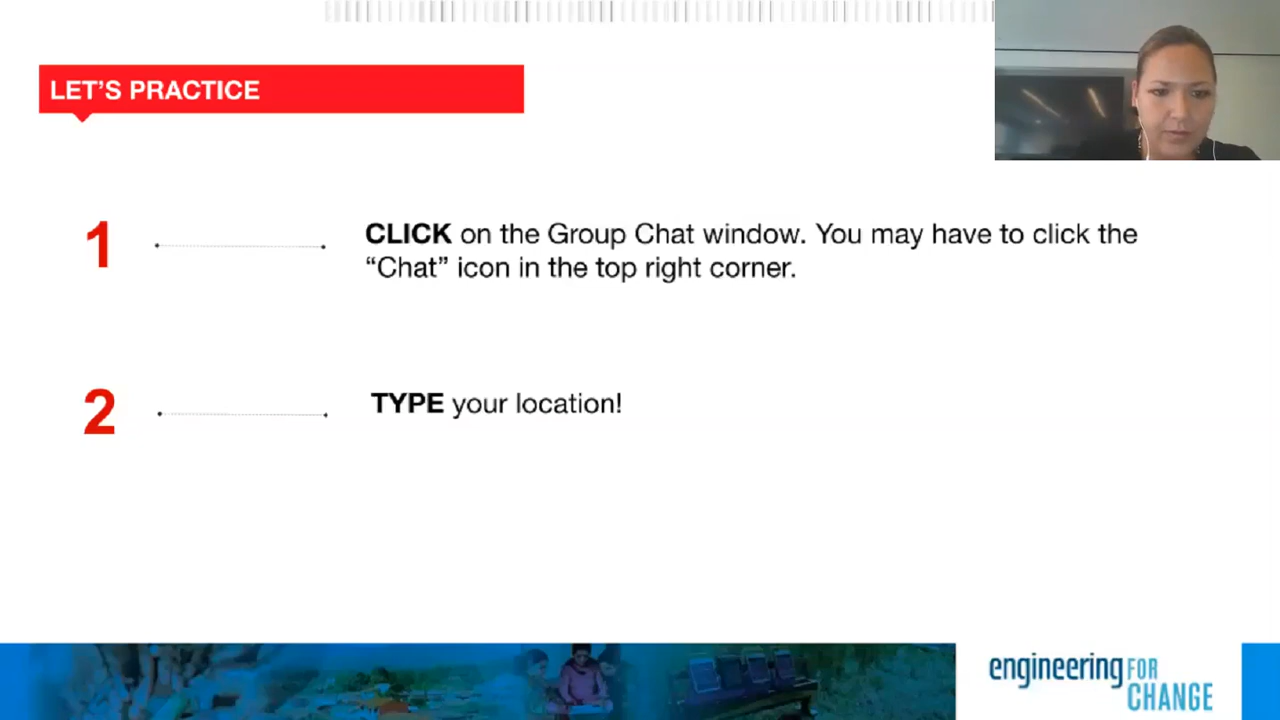 LET'S PRACTICE
1
CLICK on the Group Chat window. You may have to click the
“Chat” icon in the top right corner.
2
TYPE your location!
engineering FOR
CHANGE